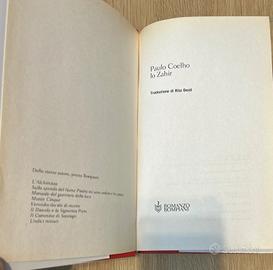 Dello stesso autore, presso Bompiani
L'Alchimista
Sulla sponda del fiume Piedra mi sono seduta e ho pianto
Manuale del guerriero della luce
Monte Cinque
Veronika decide di morire
Il Diavolo e la Signorina Prym
Il Cammino di Santiago
Undici minuti
Paulo Coelho
lo Zahir
Traduzione di Rita Desti
ROMANZO
BOMPIANI
subito